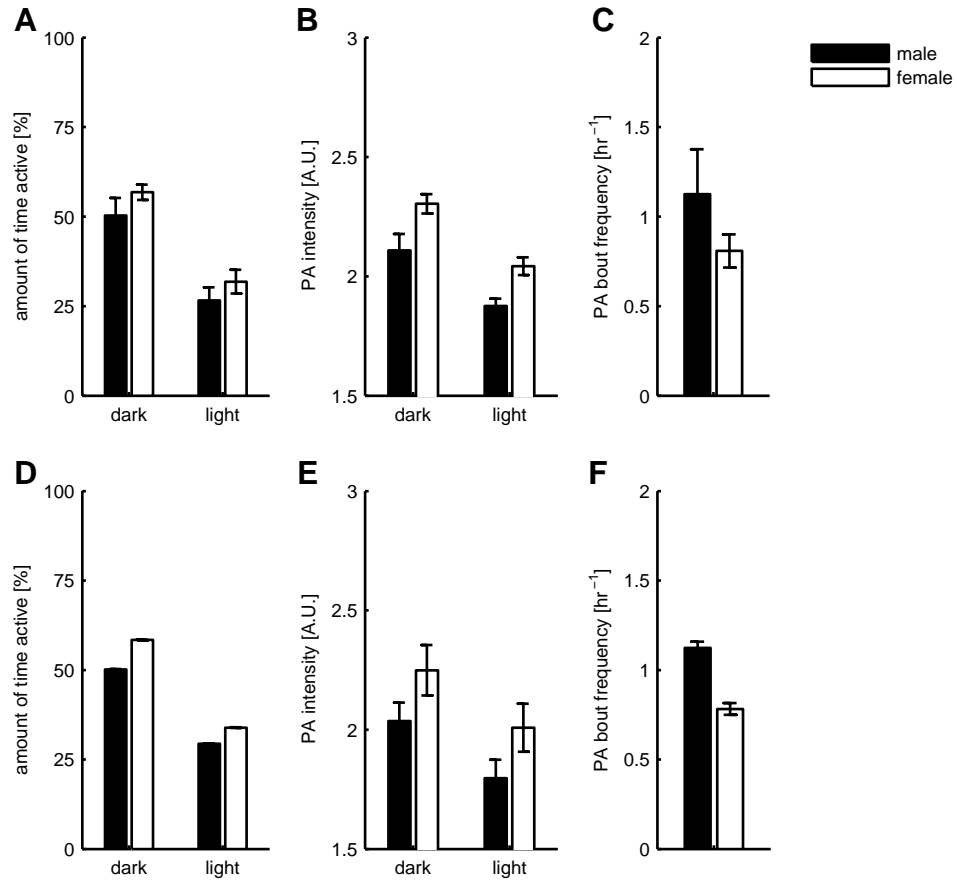 A
100
75
50
25
0
amount of time active [%]
dark light
B
3
2.5
2
1.5
PA intensity [A.U.]
dark light
C
2
1.5
1
0.5
0
PA bout frequency [hr⁻¹]
male
female
D
100
75
50
25
0
amount of time active [%]
dark light
E
3
2.5
2
1.5
PA intensity [A.U.]
dark light
F
2
1.5
1
0.5
0
PA bout frequency [hr⁻¹]